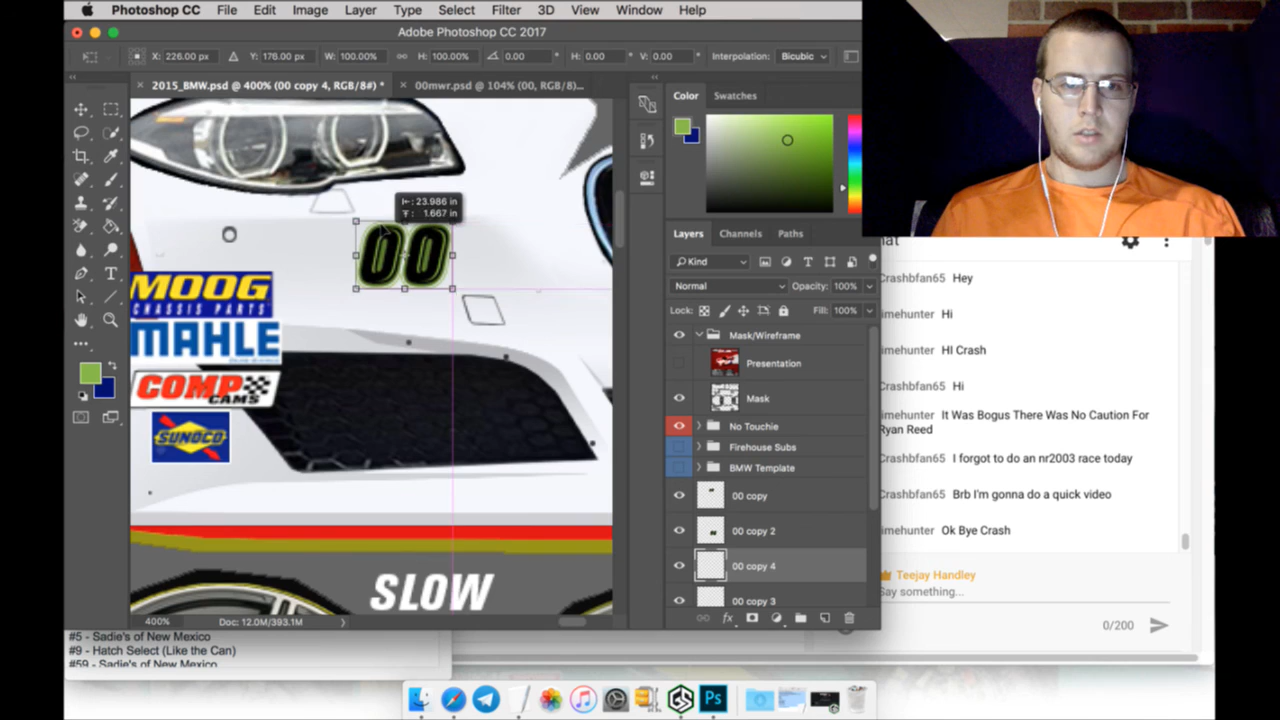 Photoshop CC File Edit Image Layer Type Select Filter 3D View Window Help
Adobe Photoshop CC 2017
X: 226.00 px Y: 176.00 px W: 100.00% H: 100.00% 0.00 ° H: 0.00 ° V: 0.00 ° Interpolation: Bicubic
2015_BMW.psd @ 400% (00 copy 4, RGB/8#) * 00mwr.psd @ 104% (00, RGB/8)...
Color Swatches
: 23.986 in
: 1.667 in
00
MOOG
CHASSIS PARTS
MAHLE
COMP
CAMS
SUNOCO
SLOW
400% Doc: 12.0M/393.1M
Layers Channels Paths
Kind
Normal Opacity: 100%
Lock: Fill: 100%
Mask/Wireframe
Presentation
Mask
No Touchie
Firehouse Subs
BMW Template
00 copy
00 copy 2
00 copy 4
00 copy 3
Crashbfan65 Hey
imehunter Hi
imehunter HI Crash
Crashbfan65 Hi
imehunter It Was Bogus There Was No Caution For
Ryan Reed
Crashbfan65 I forgot to do an nr2003 race today
Crashbfan65 Brb I'm gonna do a quick video
imehunter Ok Bye Crash
Teejay Handley
Say something...
0/200
#5 - Sadie's of New Mexico
#9 - Hatch Select (Like the Can)
#59 - Sadie's of New Mexico
Ps